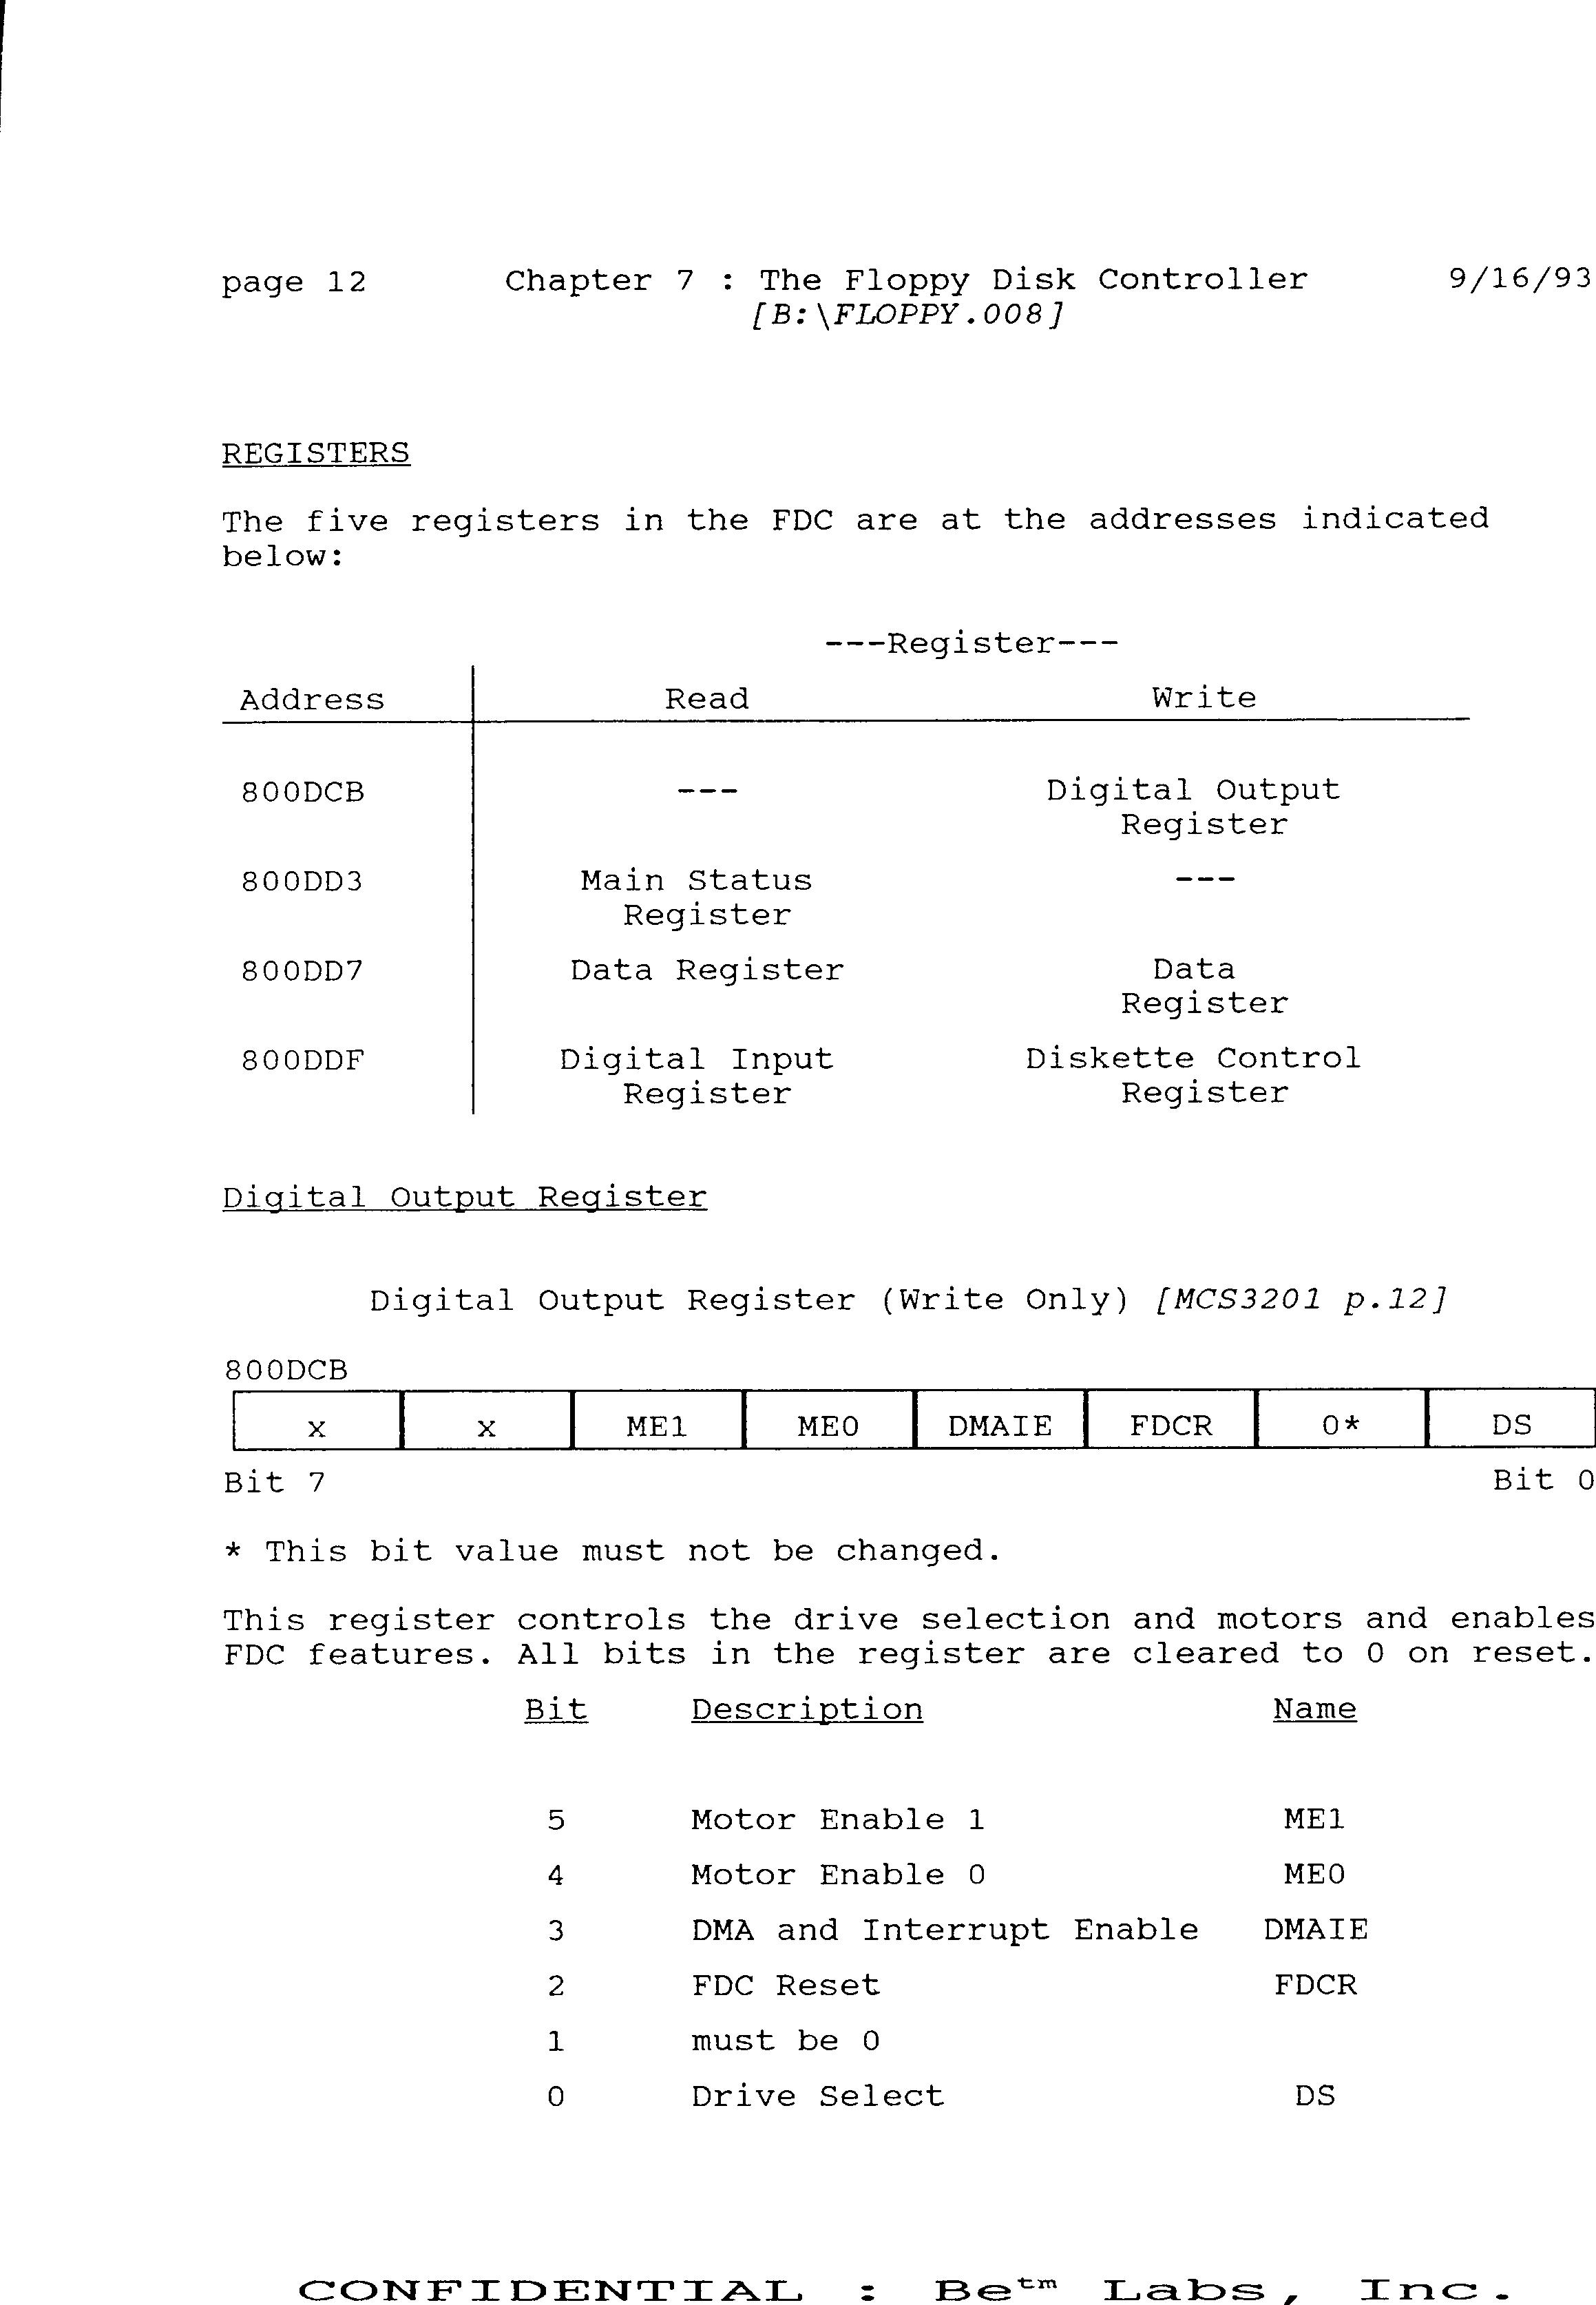 page 12 Chapter 7 : The Floppy Disk Controller 9/16/93
[B:\FLOPPY.008]
REGISTERS
The five registers in the FDC are at the addresses indicated
below:
---Register---
Address Read Write
800DCB --- Digital Output
Register
800DD3 Main Status ---
Register
800DD7 Data Register Data
Register
800DDF Digital Input Diskette Control
Register Register
Digital Output Register
Digital Output Register (Write Only) [MCS3201 p.12]
800DCB
x x ME1 ME0 DMAIE FDCR 0* DS
Bit 7 Bit 0
* This bit value must not be changed.
This register controls the drive selection and motors and enables
FDC features. All bits in the register are cleared to 0 on reset.
Bit Description Name
5 Motor Enable 1 ME1
4 Motor Enable 0 ME0
3 DMA and Interrupt Enable DMAIE
2 FDC Reset FDCR
1 must be 0
0 Drive Select DS
CONFIDENTIAL : Be™ Labs, Inc.